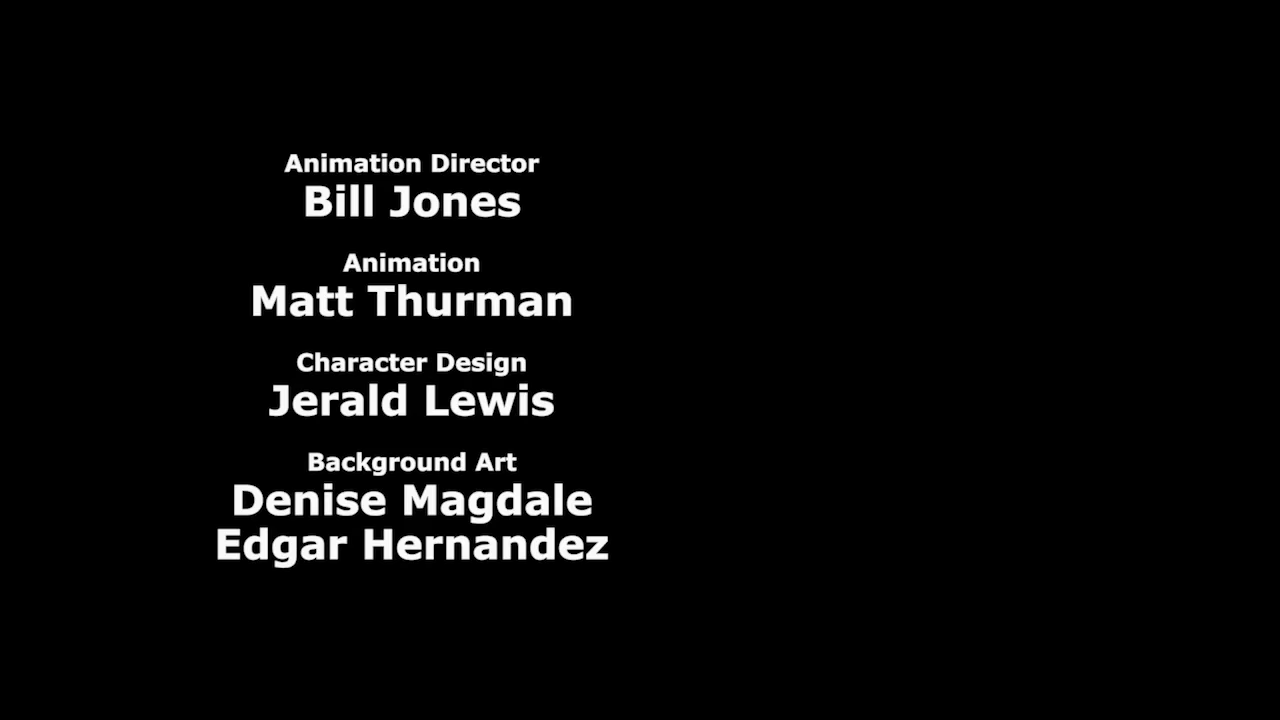 Animation Director
Bill Jones
Animation
Matt Thurman
Character Design
Jerald Lewis
Background Art
Denise Magdale
Edgar Hernandez